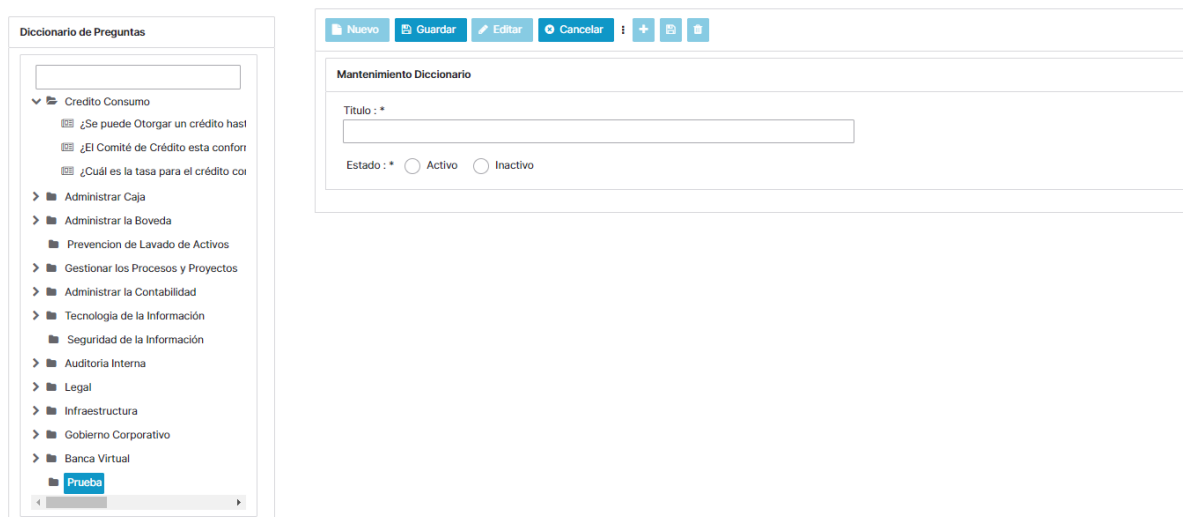 Diccionario de Preguntas
Credito Consumo
¿Se puede Otorgar un crédito hast
¿El Comité de Crédito esta conforr
¿Cuál es la tasa para el crédito cor
Administrar Caja
Administrar la Boveda
Prevencion de Lavado de Activos
Gestionar los Procesos y Proyectos
Administrar la Contabilidad
Tecnologia de la Información
Seguridad de la Información
Auditoria Interna
Legal
Infraestructura
Gobierno Corporativo
Banca Virtual
Prueba
Nuevo Guardar Editar Cancelar
Mantenimiento Diccionario
Titulo : *
Estado : * Activo Inactivo